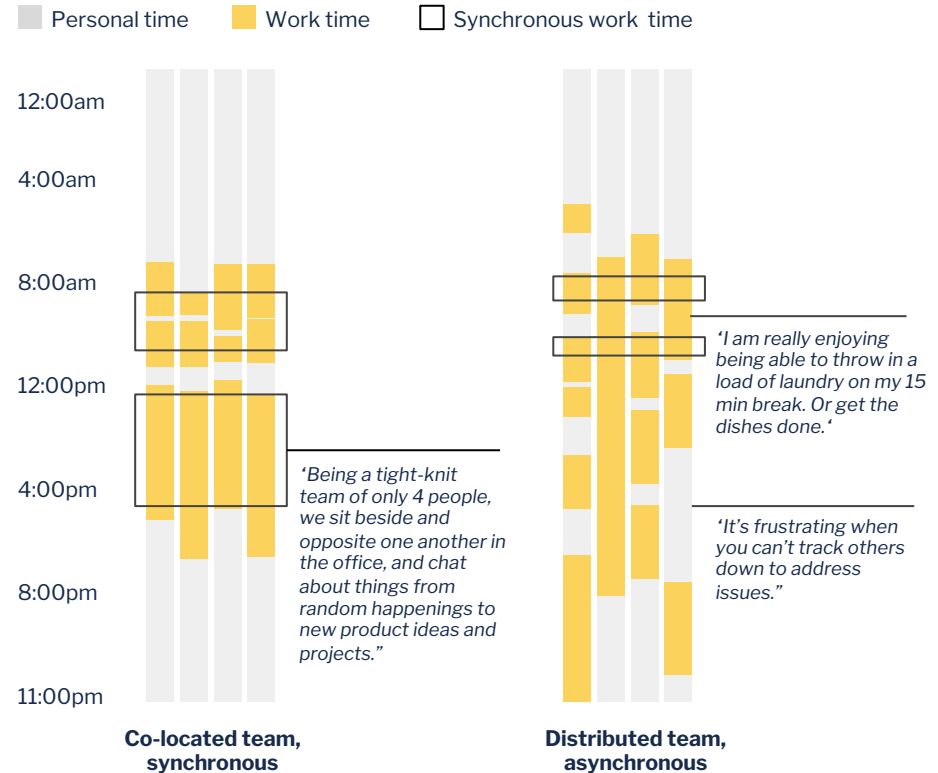 Personal time
Work time
Synchronous work time
12:00am
4:00am
8:00am
12:00pm
4:00pm
8:00pm
11:00pm
‘Being a tight-knit
team of only 4 people,
we sit beside and
opposite one another in
the office, and chat
about things from
random happenings to
new product ideas and
projects.”
‘I am really enjoying
being able to throw in a
load of laundry on my 15
min break. Or get the
dishes done.‘
‘It’s frustrating when
you can’t track others
down to address
issues.”
Co-located team,
synchronous
Distributed team,
asynchronous